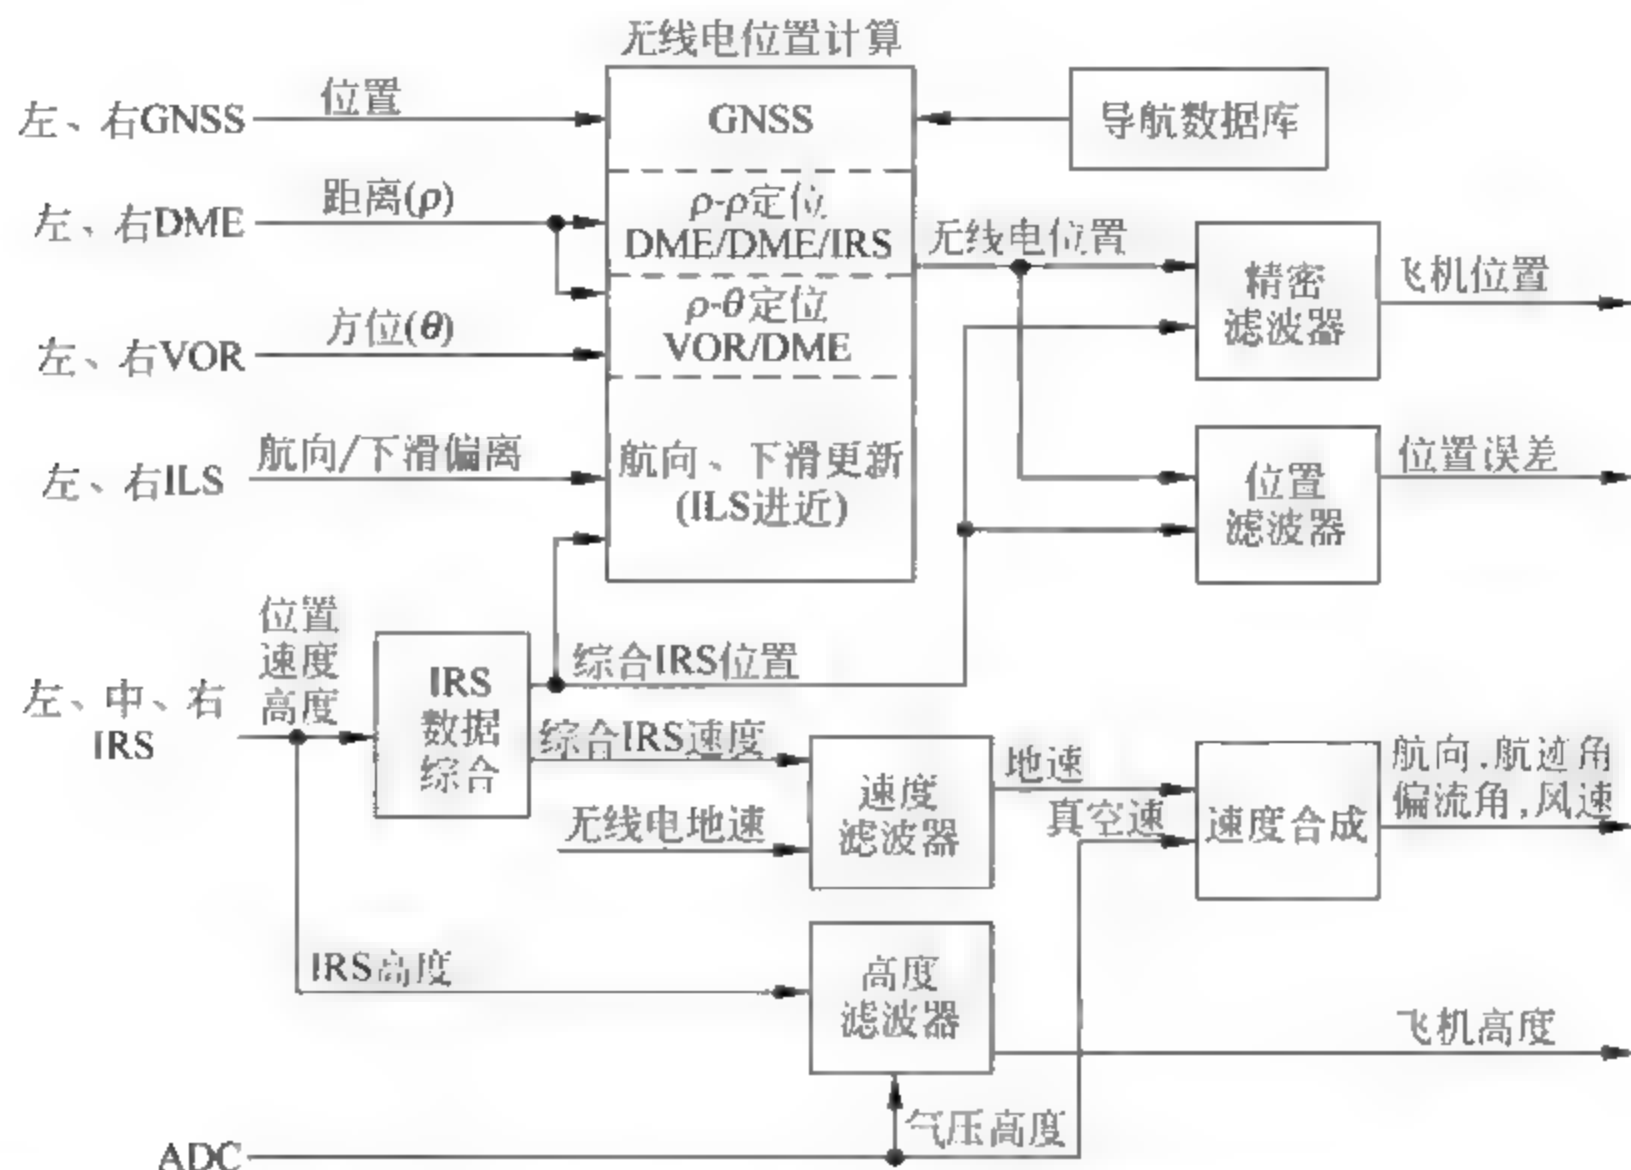 无线电位置计算
左、右GNSS
位置
GNSS
导航数据库
左、右DME
距离(ρ)
ρ-ρ定位
DME/DME/IRS
无线电位置
精密
滤波器
飞机位置
左、右VOR
方位(θ)
ρ-θ定位
VOR/DME
左、右ILS
航向/下滑偏离
航向、下滑更新
(ILS进近)
位置
滤波器
位置误差
左、中、右
IRS
位置
速度
高度
IRS
数据
综合
综合IRS位置
综合IRS速度
无线电地速
速度
滤波器
地速
真空速
速度合成
航向,航迹角
偏流角,风速
IRS高度
高度
滤波器
飞机高度
气压高度
ADC